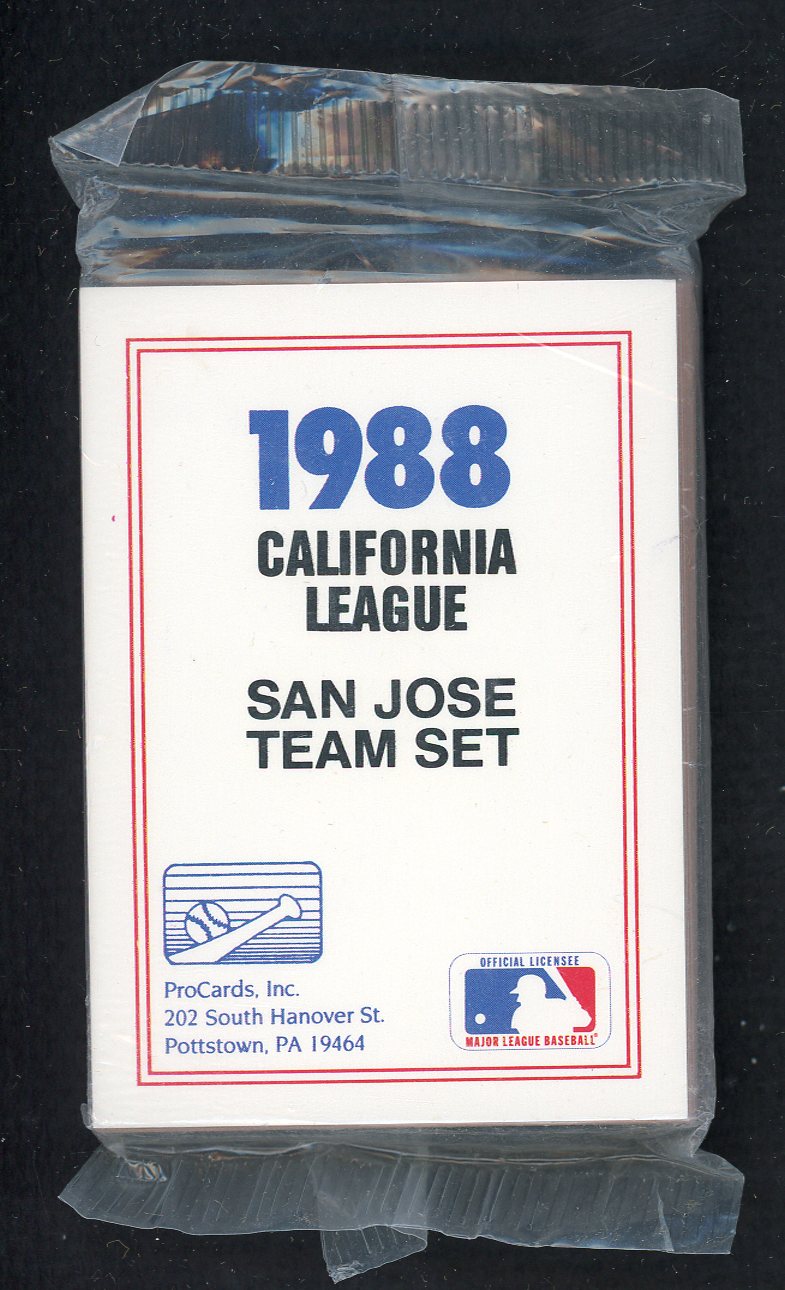 1988
CALIFORNIA
LEAGUE
SAN JOSE
TEAM SET
ProCards, Inc.
202 South Hanover St.
Pottstown, PA 19464
OFFICIAL LICENSEE
MAJOR LEAGUE BASEBALL®